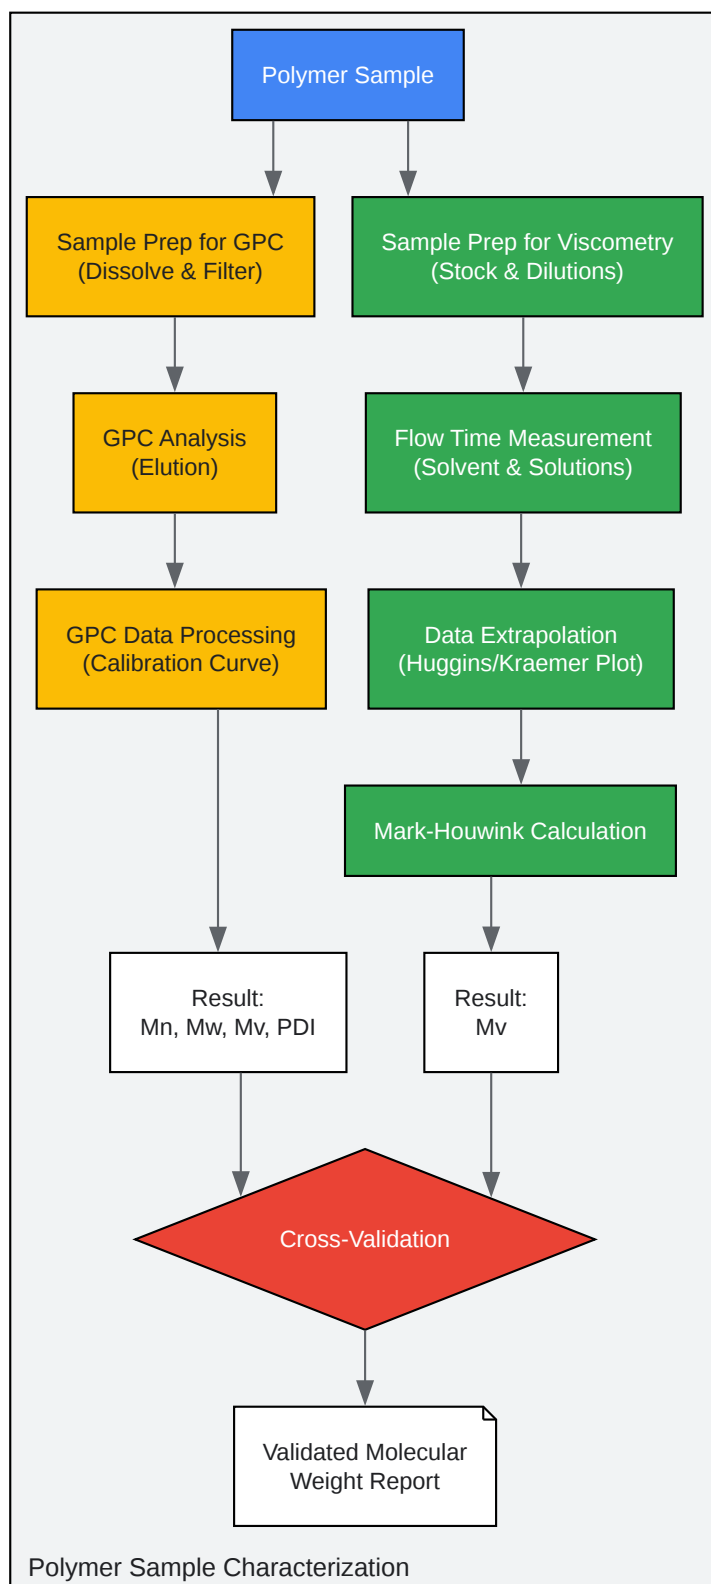 Polymer Sample
Sample Prep for GPC
(Dissolve & Filter)
Sample Prep for Viscometry
(Stock & Dilutions)
GPC Analysis
(Elution)
Flow Time Measurement
(Solvent & Solutions)
GPC Data Processing
(Calibration Curve)
Data Extrapolation
(Huggins/Kraemer Plot)
Mark-Houwink Calculation
Result:
Mn, Mw, Mv, PDI
Result:
Mv
Cross-Validation
Validated Molecular
Weight Report
Polymer Sample Characterization